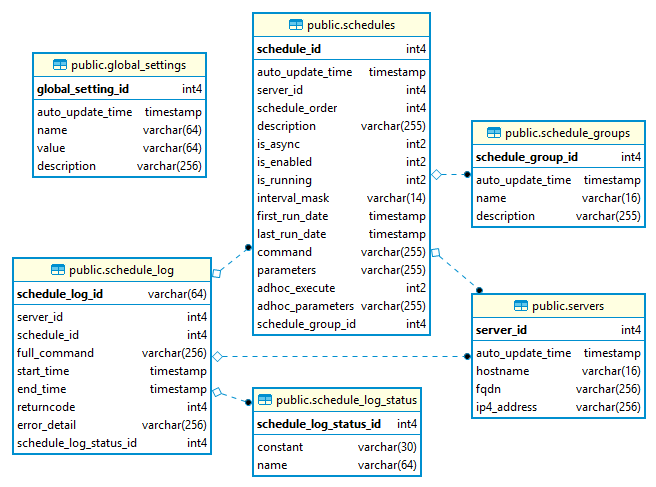 public.schedules
schedule_id int4
auto_update_time timestamp
server_id int4
schedule_order int4
description varchar(255)
is_async int2
is_enabled int2
is_running int2
interval_mask varchar(14)
first_run_date timestamp
last_run_date timestamp
command varchar(255)
parameters varchar(255)
adhoc_execute int2
adhoc_parameters varchar(255)
schedule_group_id int4
public.global_settings
global_setting_id int4
auto_update_time timestamp
name varchar(64)
value varchar(64)
description varchar(256)
public.schedule_groups
schedule_group_id int4
auto_update_time timestamp
name varchar(16)
description varchar(255)
public.schedule_log
schedule_log_id varchar(64)
server_id int4
schedule_id int4
full_command varchar(256)
start_time timestamp
end_time timestamp
returncode int4
error_detail varchar(256)
schedule_log_status_id int4
public.servers
server_id int4
auto_update_time timestamp
hostname varchar(16)
fqdn varchar(256)
ip4_address varchar(256)
public.schedule_log_status
schedule_log_status_id int4
constant varchar(30)
name varchar(64)